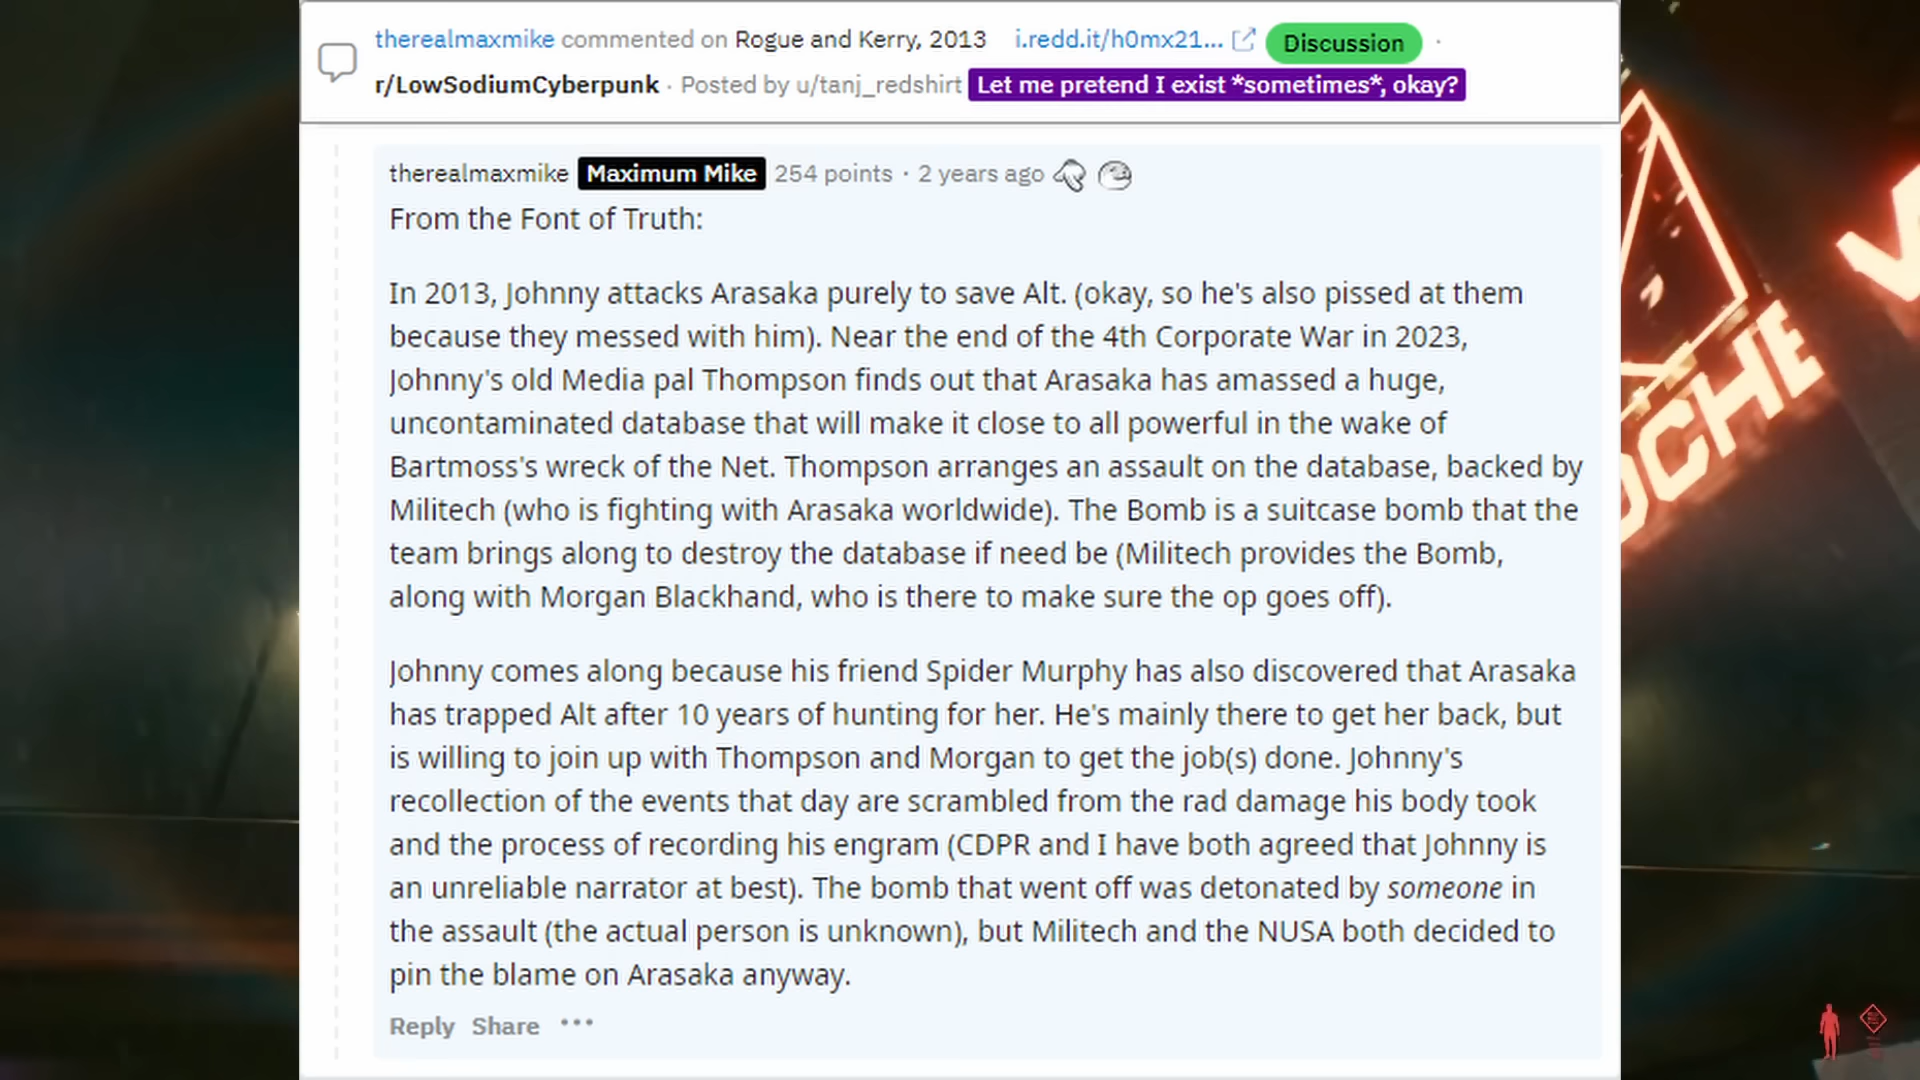 therealmaxmike commented on Rogue and Kerry, 2013 i.redd.it/h0mx21... Discussion ·
r/LowSodiumCyberpunk · Posted by u/tanj_redshirt Let me pretend I exist *sometimes*, okay?
therealmaxmike Maximum Mike 254 points · 2 years ago
From the Font of Truth:
In 2013, Johnny attacks Arasaka purely to save Alt. (okay, so he's also pissed at them
because they messed with him). Near the end of the 4th Corporate War in 2023,
Johnny's old Media pal Thompson finds out that Arasaka has amassed a huge,
uncontaminated database that will make it close to all powerful in the wake of
Bartmoss's wreck of the Net. Thompson arranges an assault on the database, backed by
Militech (who is fighting with Arasaka worldwide). The Bomb is a suitcase bomb that the
team brings along to destroy the database if need be (Militech provides the Bomb,
along with Morgan Blackhand, who is there to make sure the op goes off).
Johnny comes along because his friend Spider Murphy has also discovered that Arasaka
has trapped Alt after 10 years of hunting for her. He's mainly there to get her back, but
is willing to join up with Thompson and Morgan to get the job(s) done. Johnny's
recollection of the events that day are scrambled from the rad damage his body took
and the process of recording his engram (CDPR and I have both agreed that Johnny is
an unreliable narrator at best). The bomb that went off was detonated by someone in
the assault (the actual person is unknown), but Militech and the NUSA both decided to
pin the blame on Arasaka anyway.
Reply Share •••
OCHE